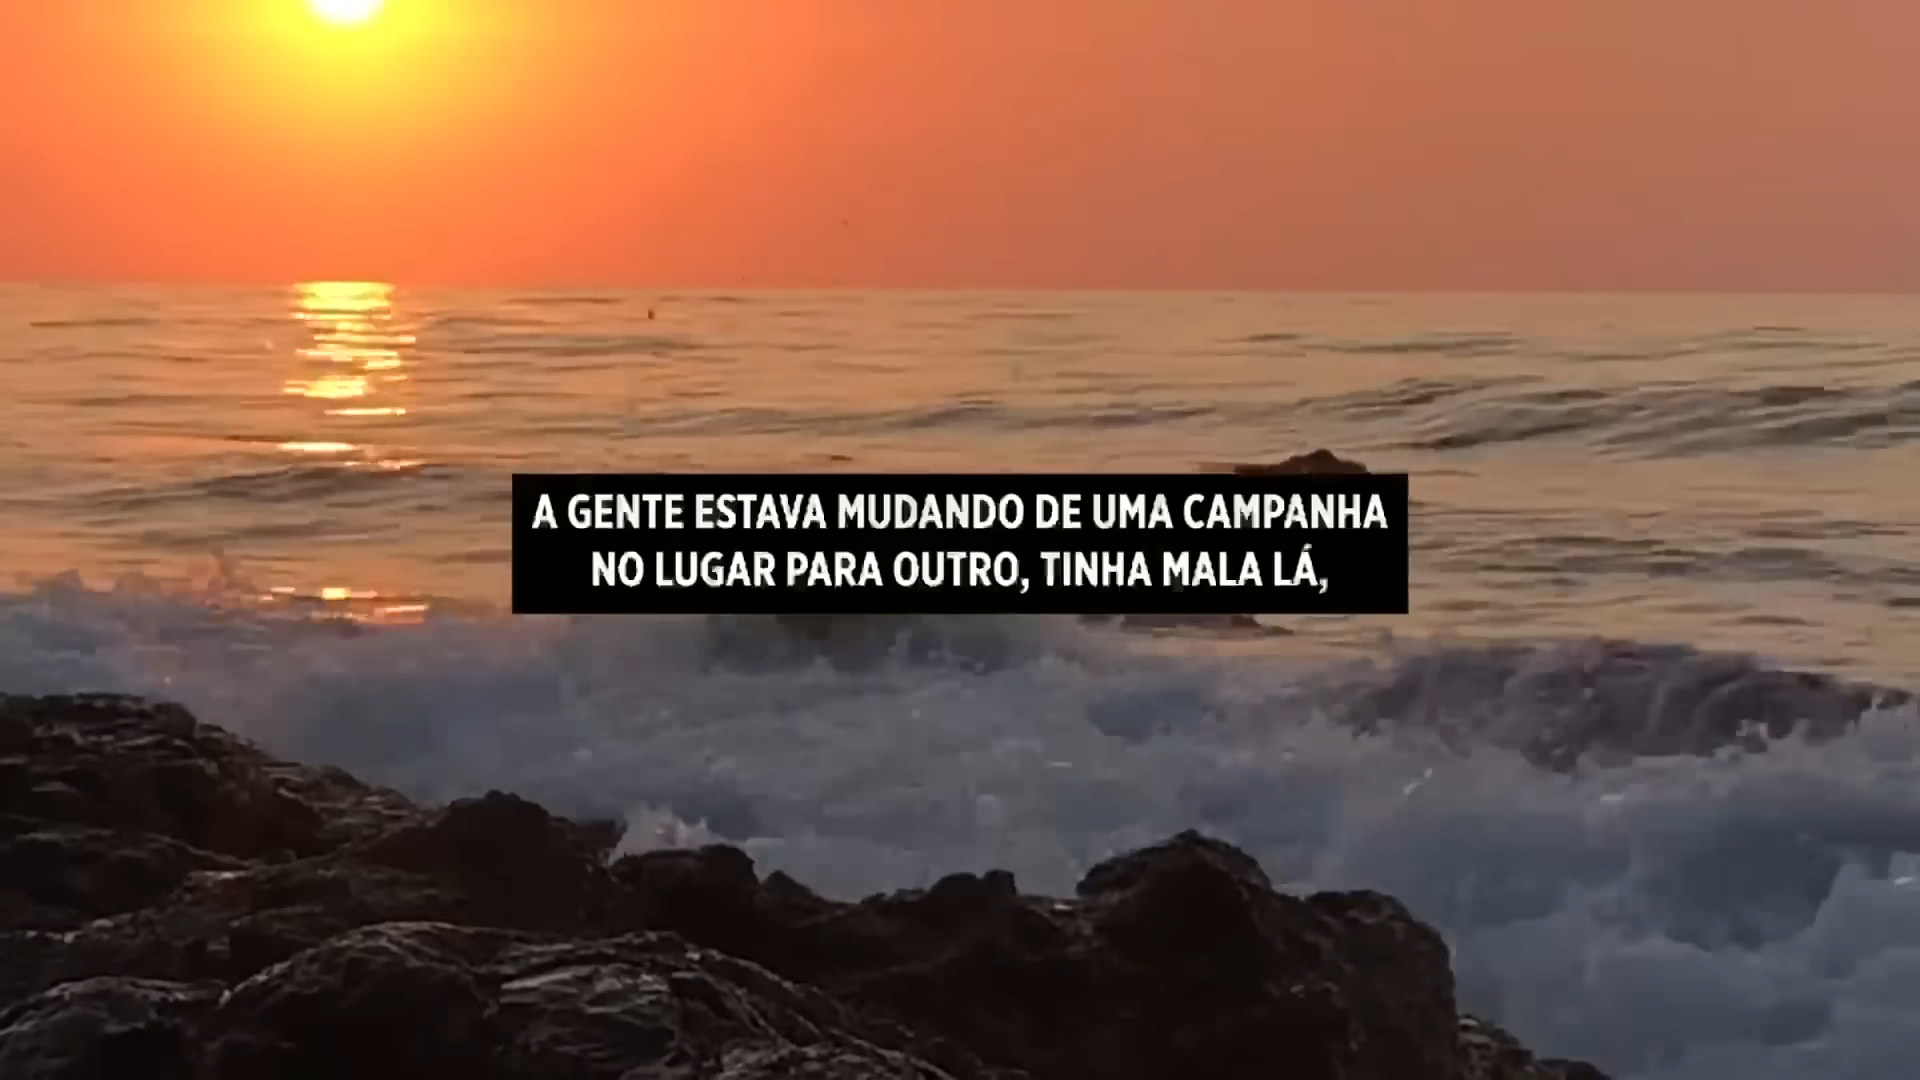 A GENTE ESTAVA MUDANDO DE UMA CAMPANHA
NO LUGAR PARA OUTRO, TINHA MALA LÁ,